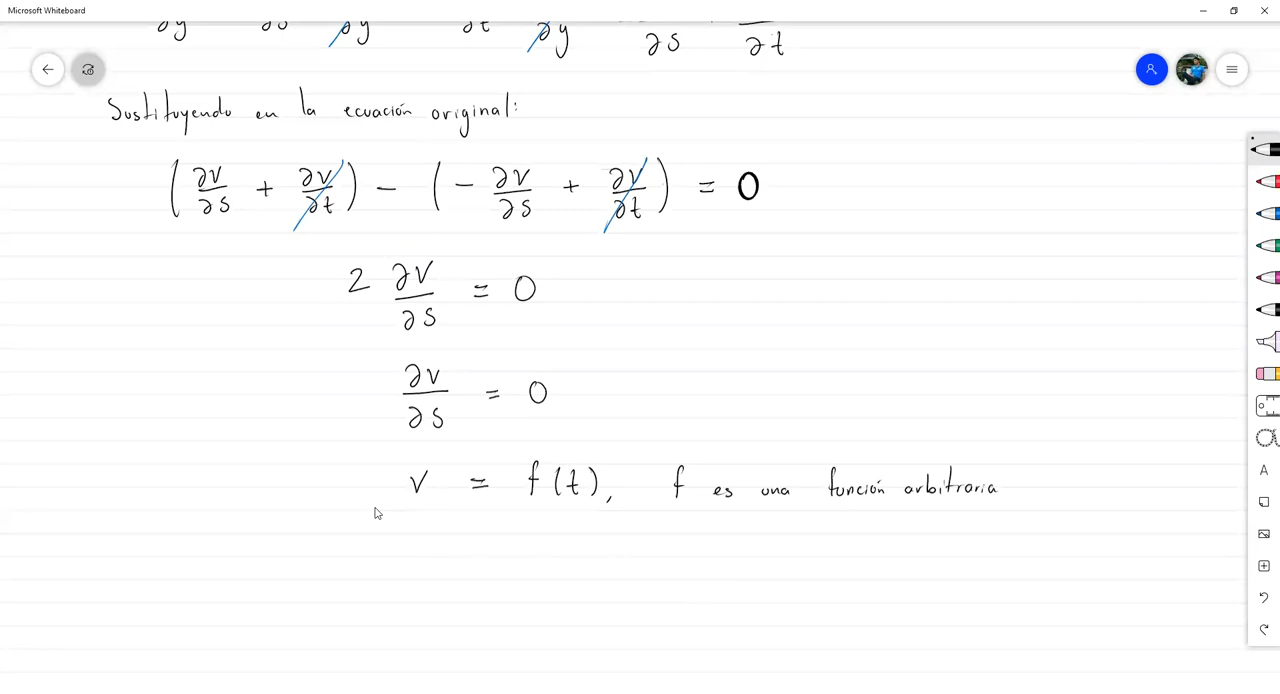 Microsoft Whiteboard
∂y ∂s ∂y ∂t ∂y ∂s ∂t
Sustituyendo en la ecuación original:
(∂v/∂s + ∂v/∂t) - (- ∂v/∂s + ∂v/∂t) = 0
2 ∂v/∂s = 0
∂v/∂s = 0
v = f(t), f es una función arbitraria
A